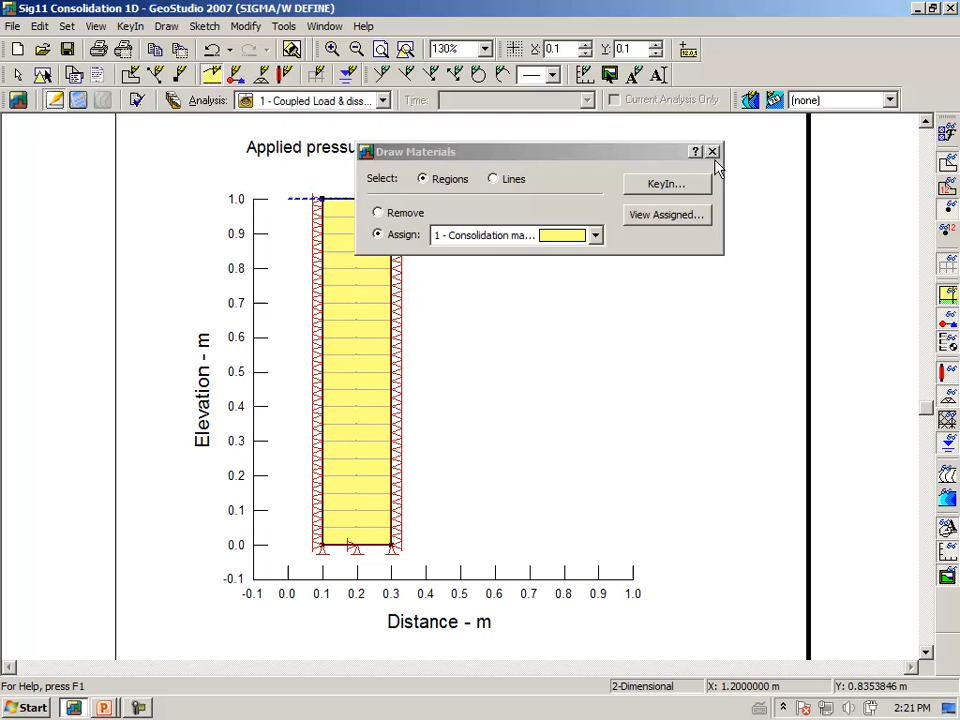 Sig11 Consolidation 1D - GeoStudio 2007 (SIGMA/W DEFINE)
File Edit Set View KeyIn Draw Sketch Modify Tools Window Help
130% X: 0.1 Y: 0.1
Analysis: 1 - Coupled Load & diss... Time: Current Analysis Only (none)
Applied pressu
Draw Materials
Select: Regions Lines KeyIn...
Remove View Assigned...
Assign: 1 - Consolidation ma...
1.0
0.9
0.8
0.7
0.6
0.5
0.4
0.3
0.2
0.1
0.0
-0.1
Elevation - m
-0.1 0.0 0.1 0.2 0.3 0.4 0.5 0.6 0.7 0.8 0.9 1.0
Distance - m
For Help, press F1 2-Dimensional X: 1.2000000 m Y: 0.8353846 m
Start 2:21 PM